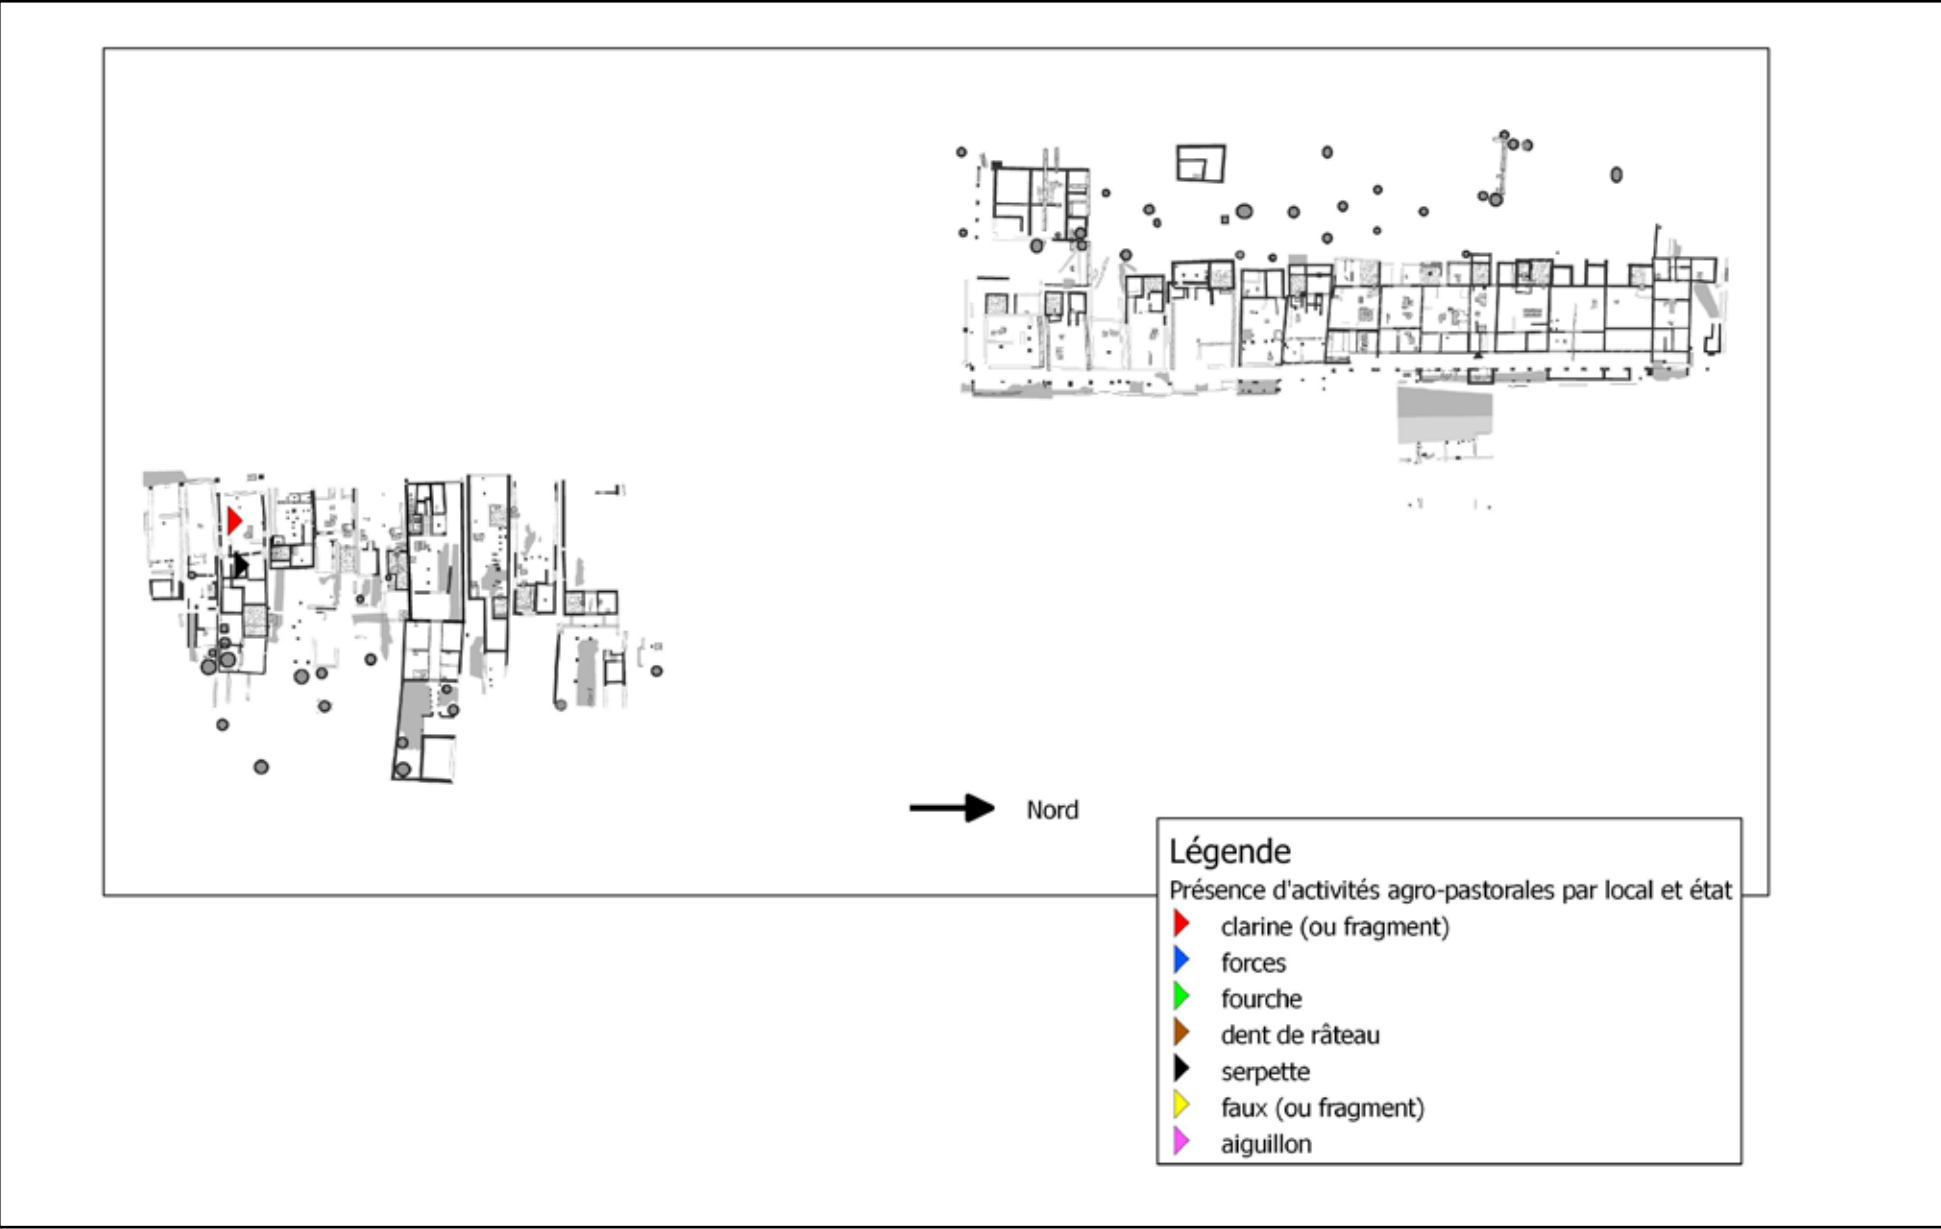 Nord
Légende
Présence d'activités agro-pastorales par local et état
clarine (ou fragment)
forces
fourche
dent de râteau
serpette
faux (ou fragment)
aiguillon